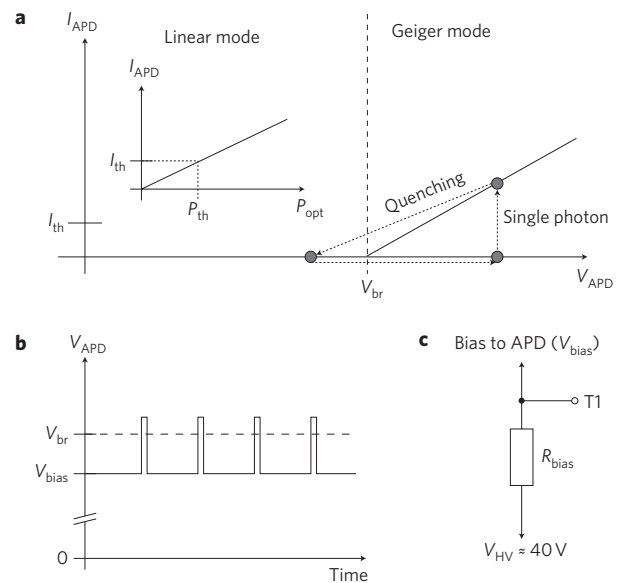 a
I_APD
Linear mode
Geiger mode
I_APD
I_th
P_th
P_opt
I_th
Quenching
Single photon
V_br
V_APD
b
V_APD
V_br
V_bias
0
Time
c
Bias to APD (V_bias)
T1
R_bias
V_HV ≈ 40 V